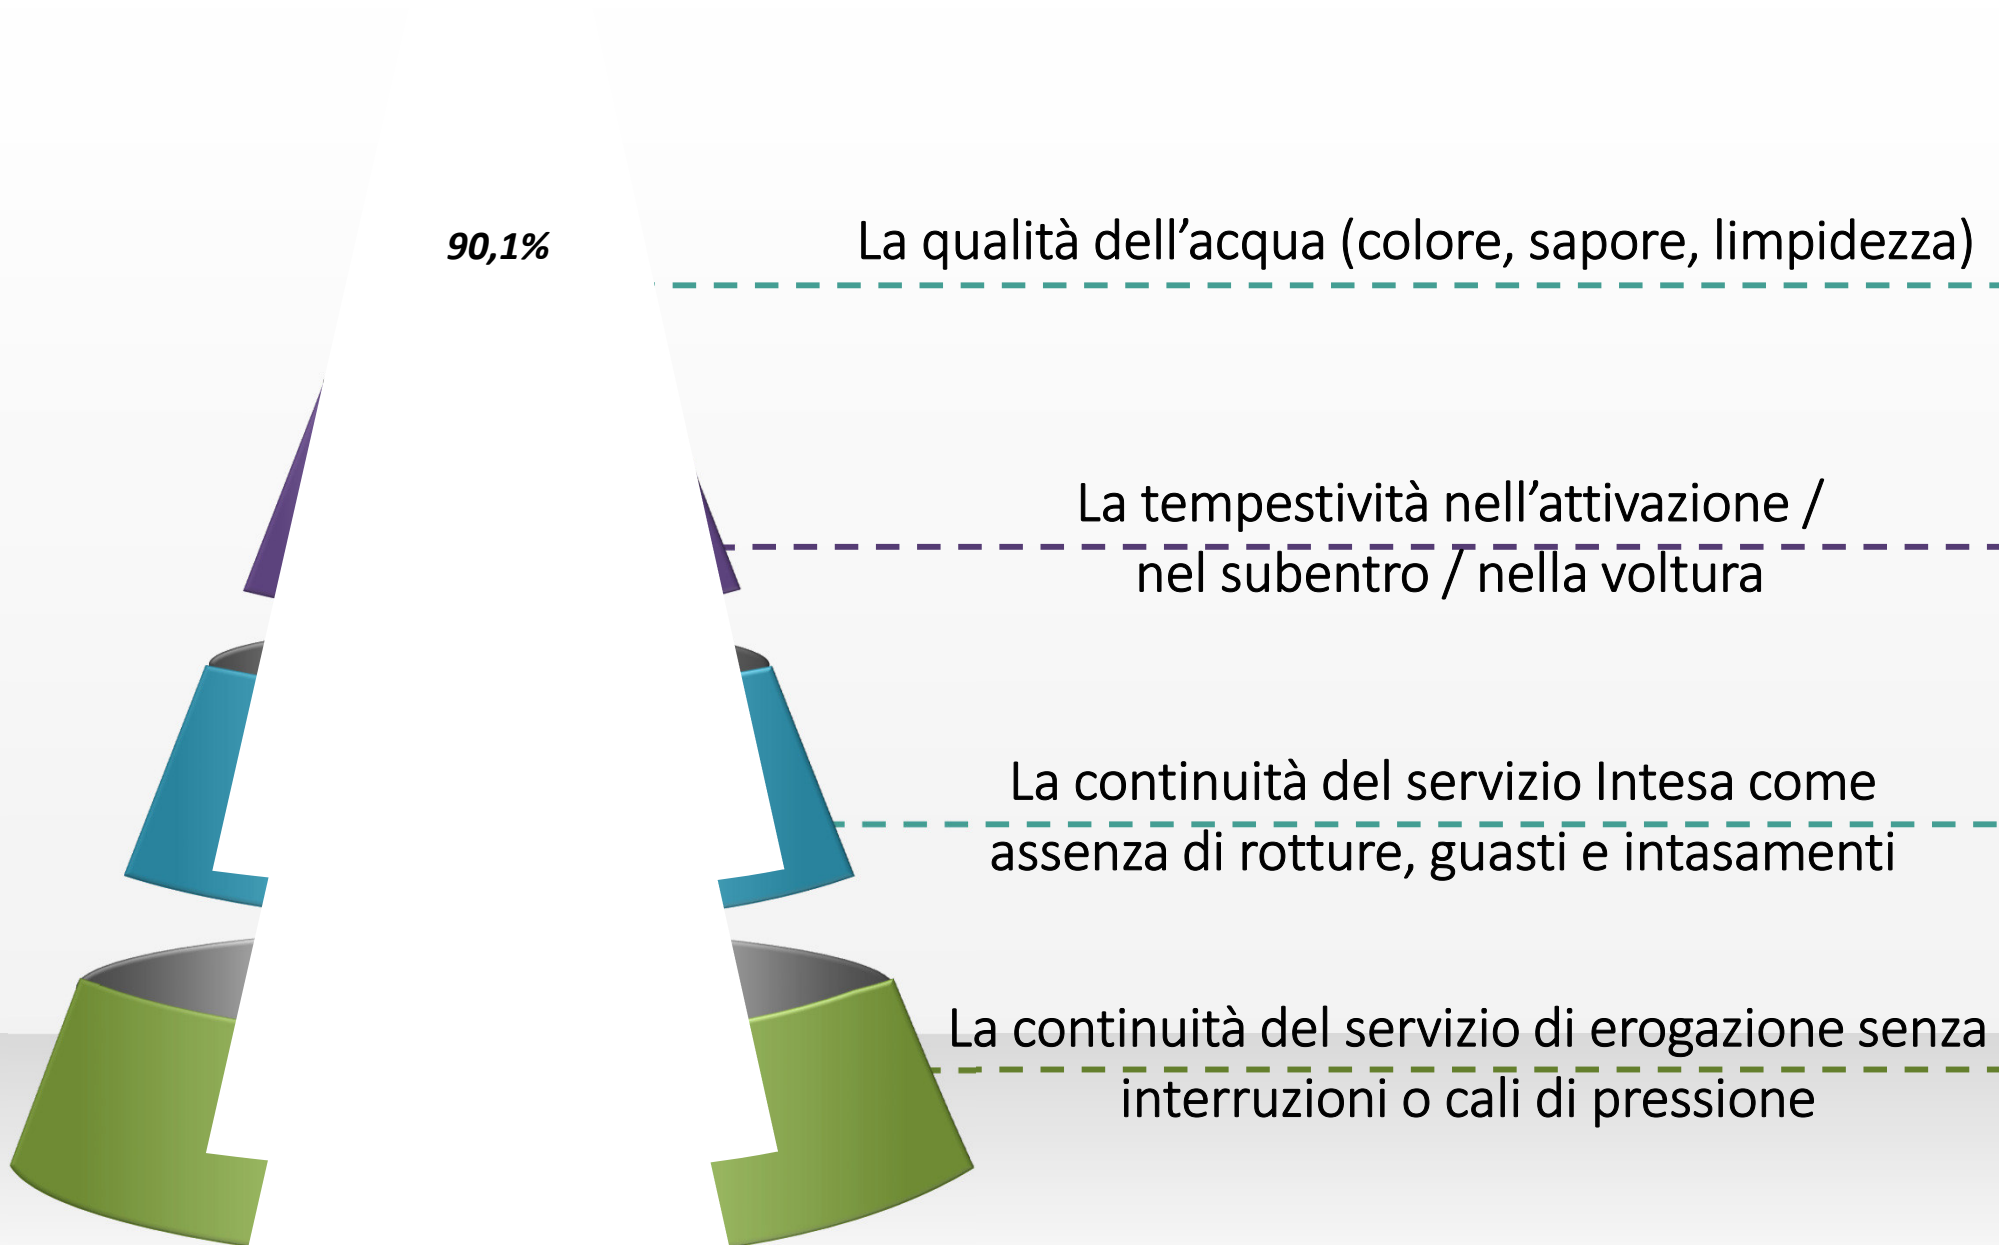 90,1%
La qualità dell’acqua (colore, sapore, limpidezza)
La tempestività nell’attivazione /
nel subentro / nella voltura
La continuità del servizio Intesa come
assenza di rotture, guasti e intasamenti
La continuità del servizio di erogazione senza
interruzioni o cali di pressione